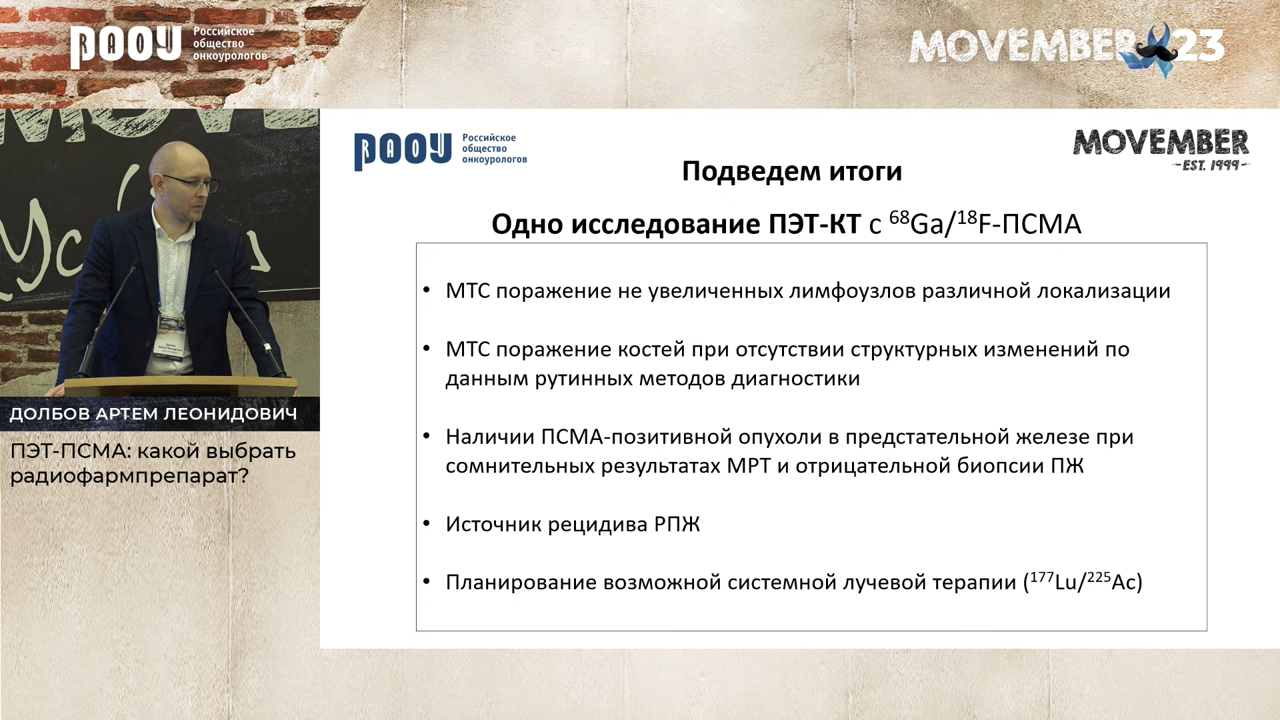 РАОУ
Российское
общество
онкоурологов
MOVEMBER 23
РАОУ
Российское
общество
онкоурологов
MOVEMBER
EST. 1999
Подведем итоги
Одно исследование ПЭТ-КТ с ⁶⁸Ga/¹⁸F-ПСМА
• МТС поражение не увеличенных лимфоузлов различной локализации
• МТС поражение костей при отсутствии структурных изменений по
данным рутинных методов диагностики
• Наличии ПСМА-позитивной опухоли в предстательной железе при
сомнительных результатах МРТ и отрицательной биопсии ПЖ
• Источник рецидива РПЖ
• Планирование возможной системной лучевой терапии (¹⁷⁷Lu/²²⁵Ac)
ДОЛБОВ АРТЕМ ЛЕОНИДОВИЧ
ПЭТ-ПСМА: какой выбрать
радиофармпрепарат?